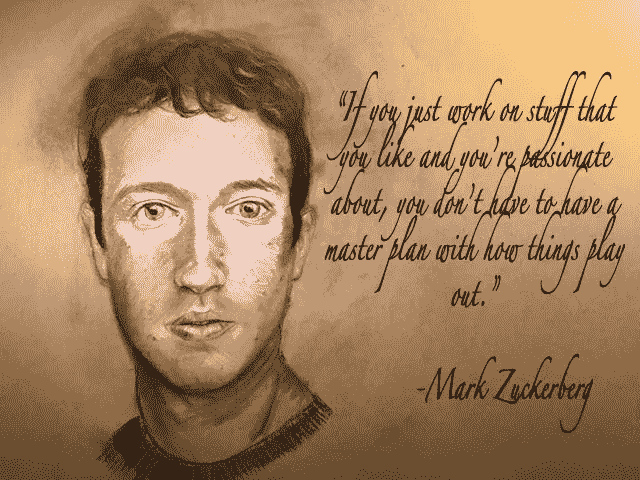 “If you just work on stuff that
you like and you're passionate
about, you don't have to have a
master plan with how things play
out.”
-Mark Zuckerberg